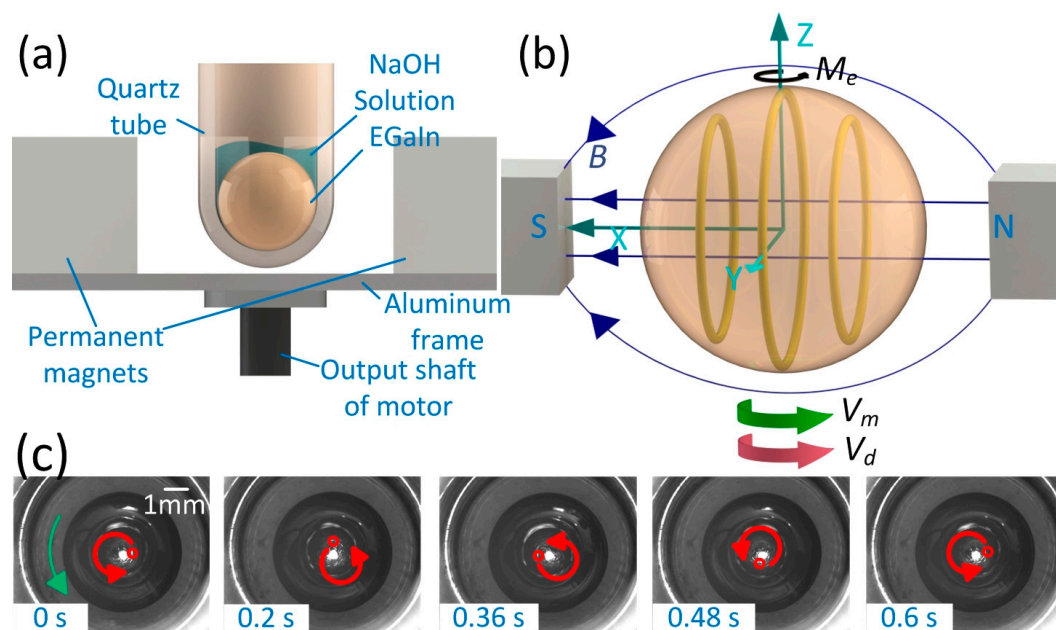 (a)
Quartz
tube
NaOH
Solution
EGaIn
Permanent
magnets
Aluminum
frame
Output shaft
of motor
(b)
Z
Me
B
S
X
Y
N
Vm
Vd
(c)
1mm
0 s
0.2 s
0.36 s
0.48 s
0.6 s